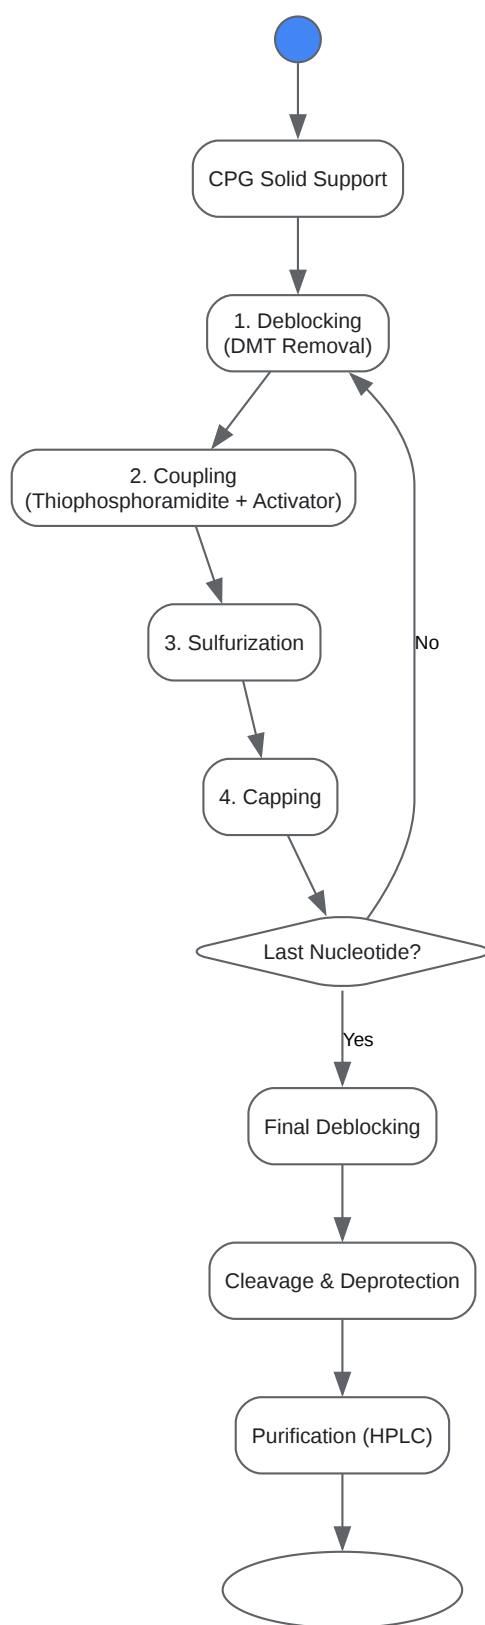 CPG Solid Support
1. Deblocking
(DMT Removal)
2. Coupling
(Thiophosphoramidite + Activator)
3. Sulfurization
No
4. Capping
Last Nucleotide?
Yes
Final Deblocking
Cleavage & Deprotection
Purification (HPLC)